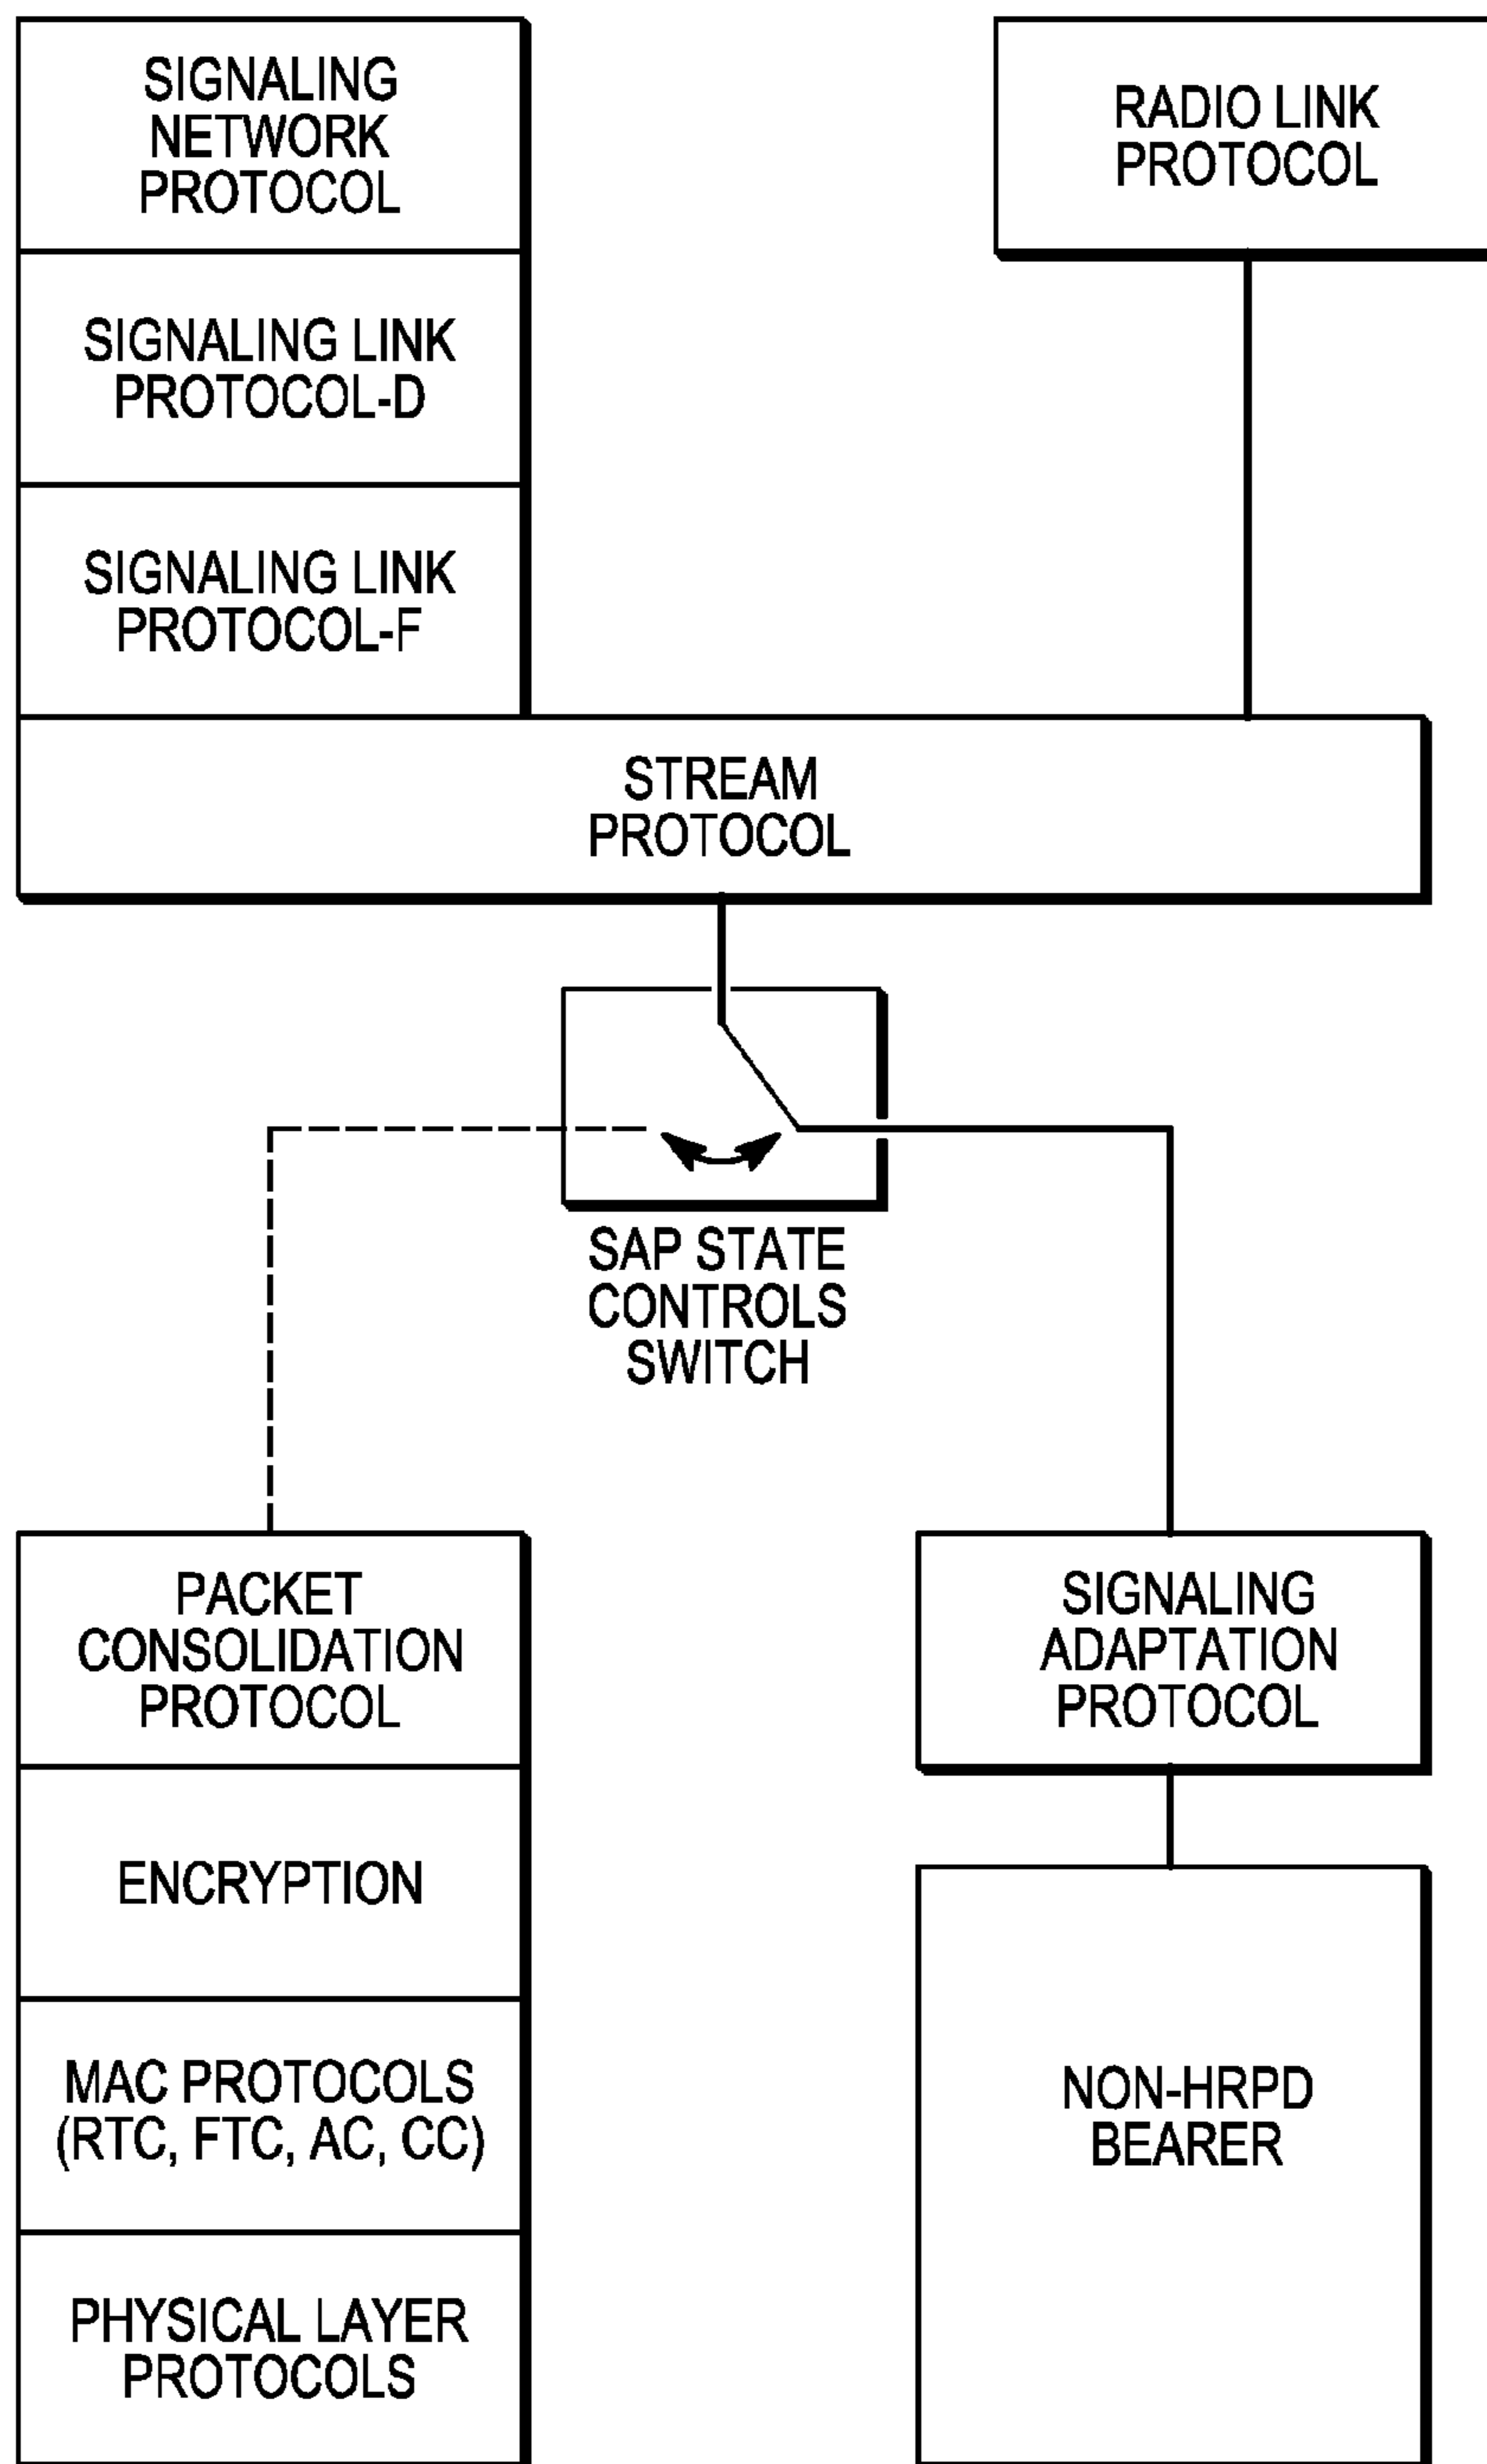 SIGNALING
NETWORK
PROTOCOL
RADIO LINK
PROTOCOL
SIGNALING LINK
PROTOCOL-D
SIGNALING LINK
PROTOCOL-F
STREAM
PROTOCOL
SAP STATE
CONTROLS
SWITCH
PACKET
CONSOLIDATION
PROTOCOL
SIGNALING
ADAPTATION
PROTOCOL
ENCRYPTION
MAC PROTOCOLS
(RTC, FTC, AC, CC)
NON-HRPD
BEARER
PHYSICAL LAYER
PROTOCOLS